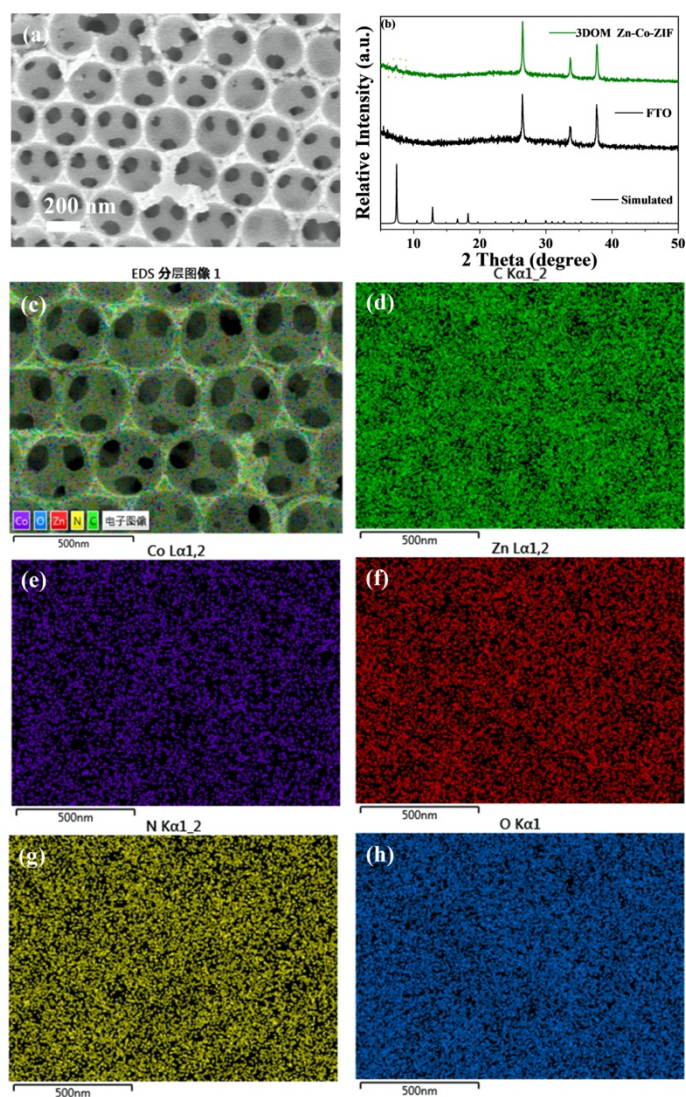 (a)
200 nm
(b)
3DOM Zn-Co-ZIF
FTO
Simulated
Relative Intensity (a.u.)
10 20 30 40 50
2 Theta (degree)
EDS 分层图像 1
(c)
Co O Zn N C 电子图像
500nm
C Kα1_2
(d)
500nm
Co Lα1,2
(e)
500nm
Zn Lα1,2
(f)
500nm
N Kα1_2
(g)
500nm
O Kα1
(h)
500nm